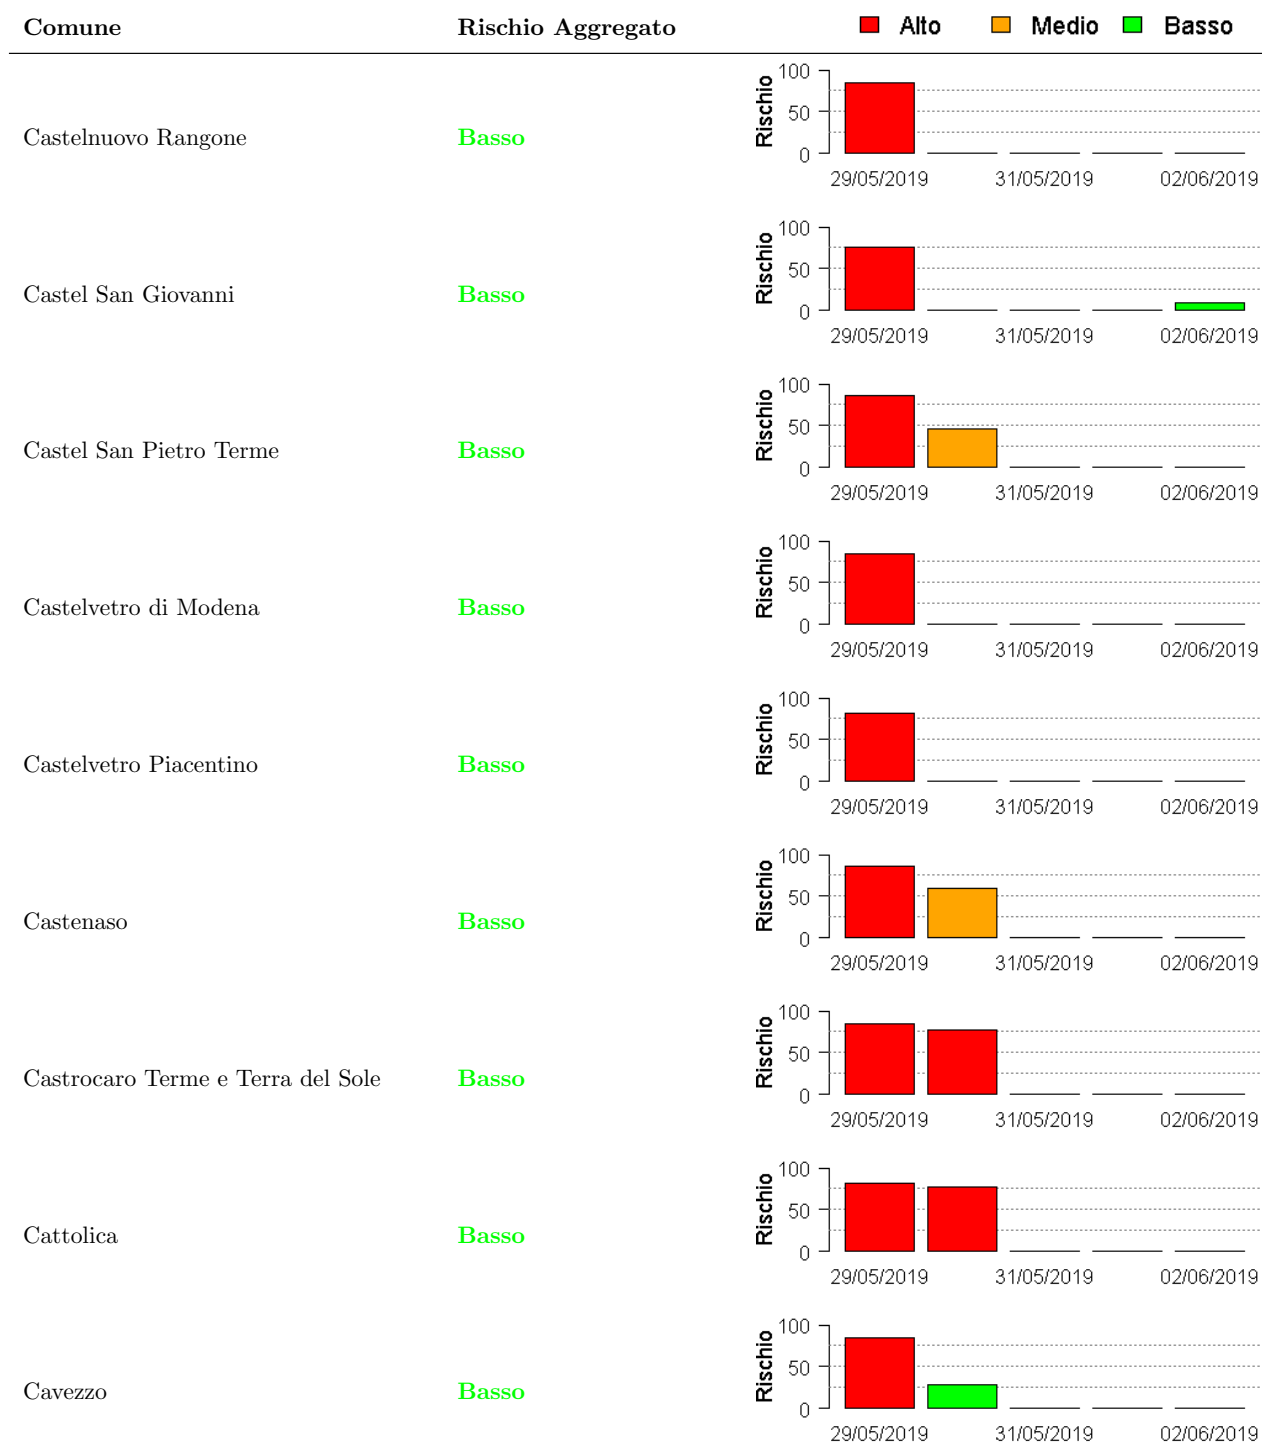 Comune Rischio Aggregato Alto Medio Basso
100
50
0
Rischio
Castelnuovo Rangone Basso
29/05/2019 31/05/2019 02/06/2019
100
50
0
Rischio
Castel San Giovanni Basso
29/05/2019 31/05/2019 02/06/2019
100
50
0
Rischio
Castel San Pietro Terme Basso
29/05/2019 31/05/2019 02/06/2019
100
50
0
Rischio
Castelvetro di Modena Basso
29/05/2019 31/05/2019 02/06/2019
100
50
0
Rischio
Castelvetro Piacentino Basso
29/05/2019 31/05/2019 02/06/2019
100
50
0
Rischio
Castenaso Basso
29/05/2019 31/05/2019 02/06/2019
100
50
0
Rischio
Castrocaro Terme e Terra del Sole Basso
29/05/2019 31/05/2019 02/06/2019
100
50
0
Rischio
Cattolica Basso
29/05/2019 31/05/2019 02/06/2019
100
50
0
Rischio
Cavezzo Basso
29/05/2019 31/05/2019 02/06/2019